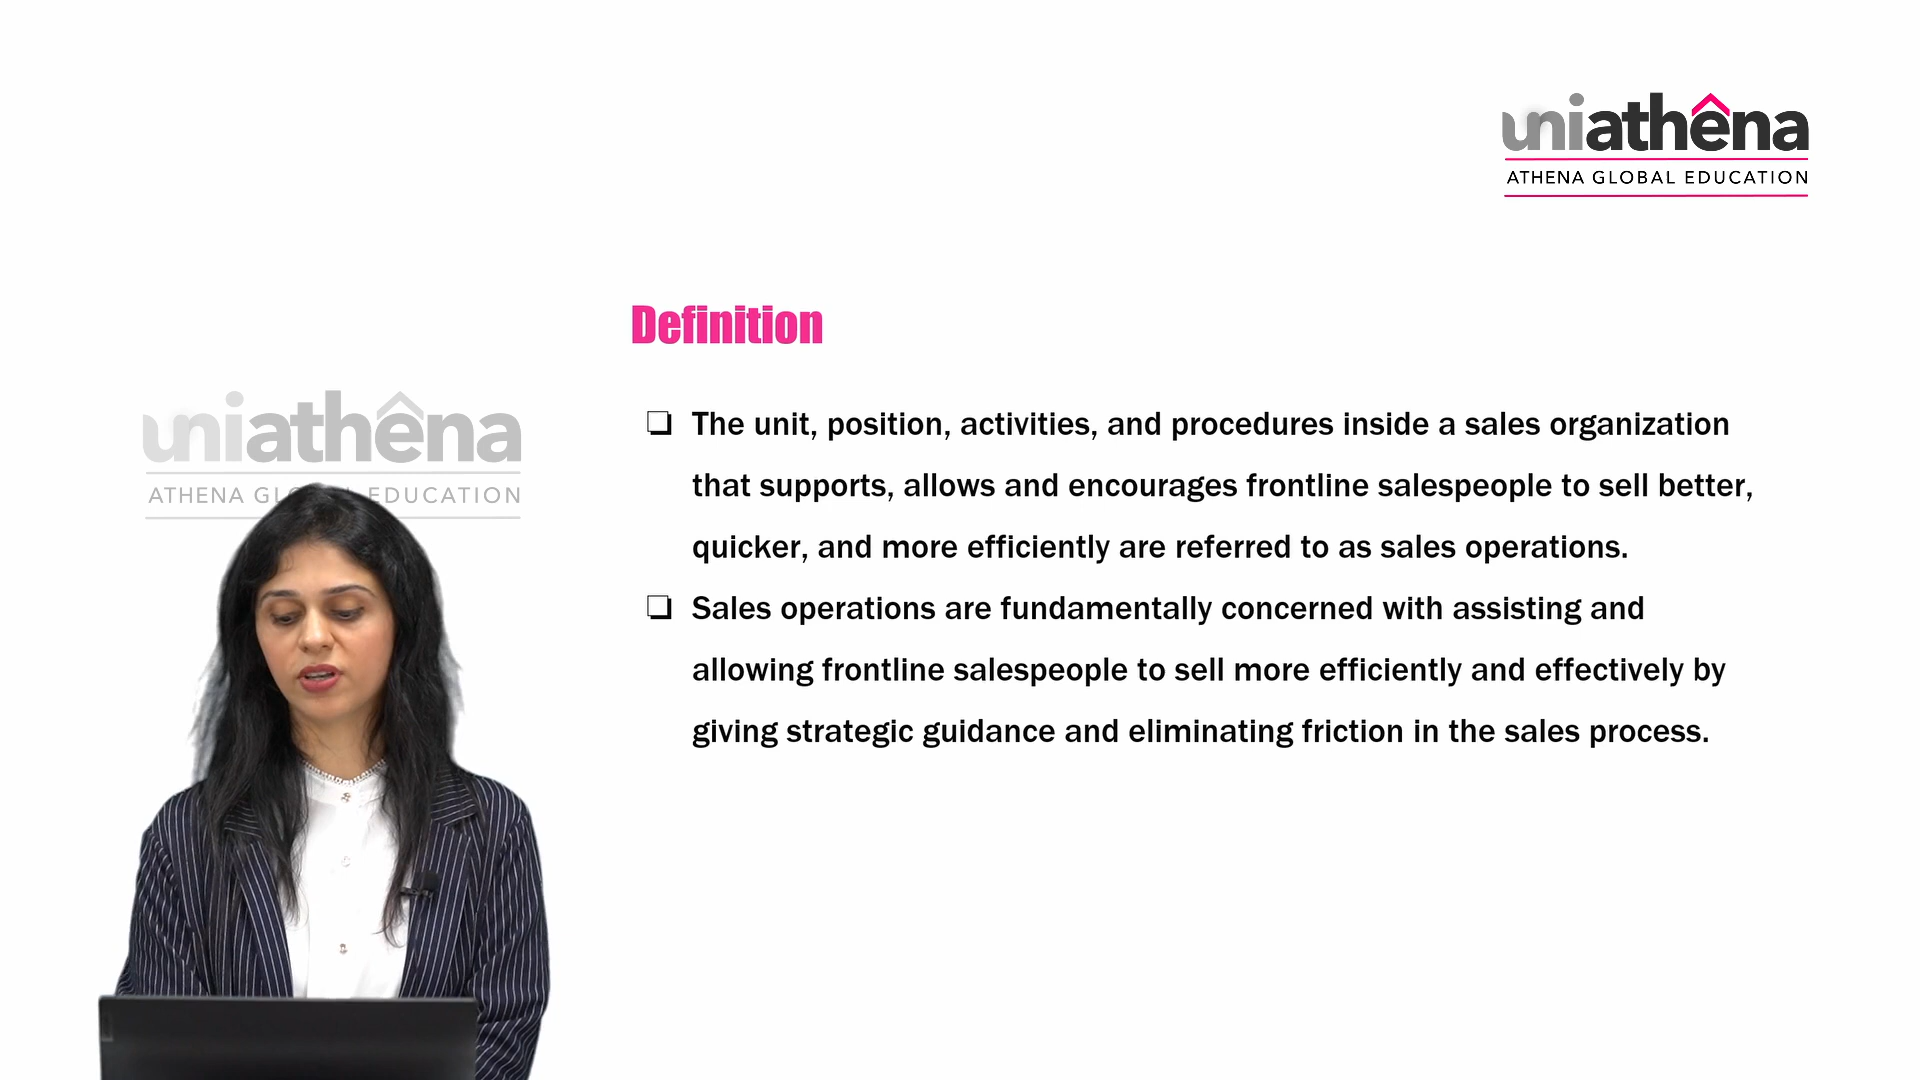 uniathena
ATHENA GLOBAL EDUCATION
Definition
❏ The unit, position, activities, and procedures inside a sales organization
that supports, allows and encourages frontline salespeople to sell better,
quicker, and more efficiently are referred to as sales operations.
❏ Sales operations are fundamentally concerned with assisting and
allowing frontline salespeople to sell more efficiently and effectively by
giving strategic guidance and eliminating friction in the sales process.
uniathena
ATHENA EDUCATION